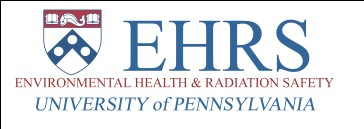 EHRS
ENVIRONMENTAL HEALTH & RADIATION SAFETY
UNIVERSITY of PENNSYLVANIA